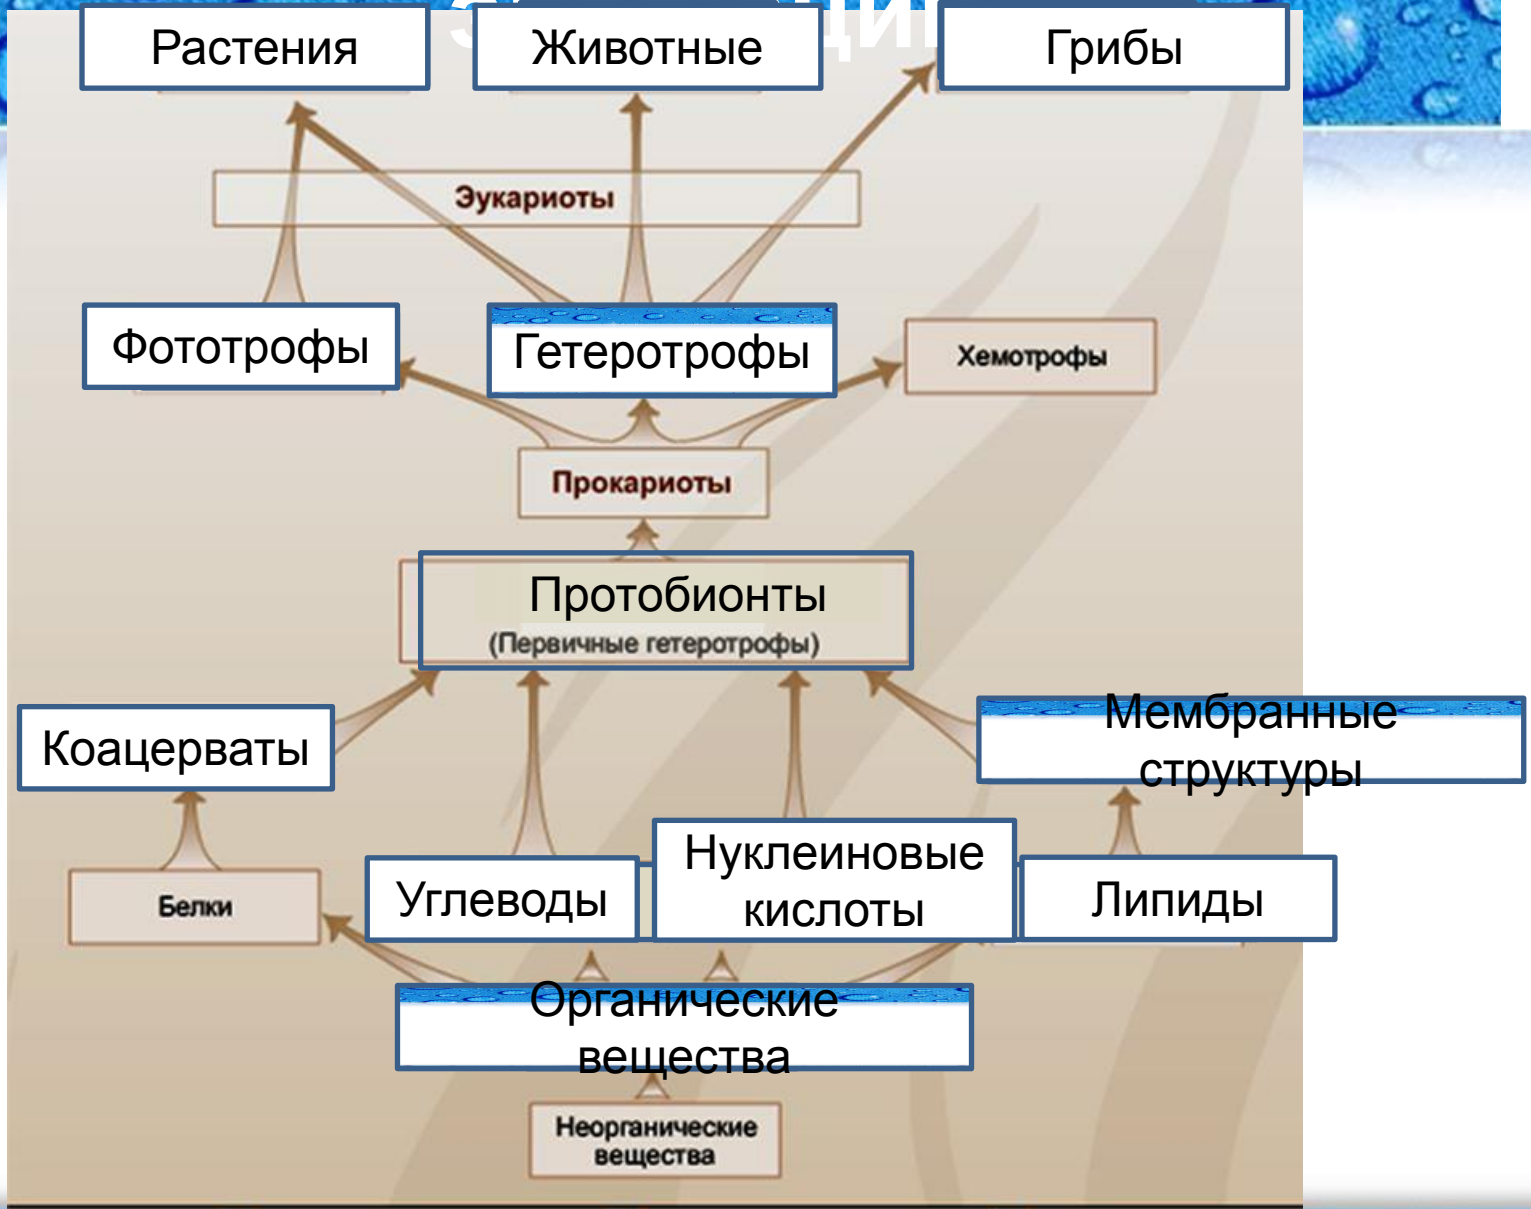 Растения
Животные
Грибы
Эукариоты
Фототрофы
Гетеротрофы
Хемотрофы
Прокариоты
Протобионты
(Первичные гетеротрофы)
Коацерваты
Мембранные
структуры
Белки
Углеводы
Нуклеиновые
кислоты
Липиды
Органические
вещества
Неорганические
вещества